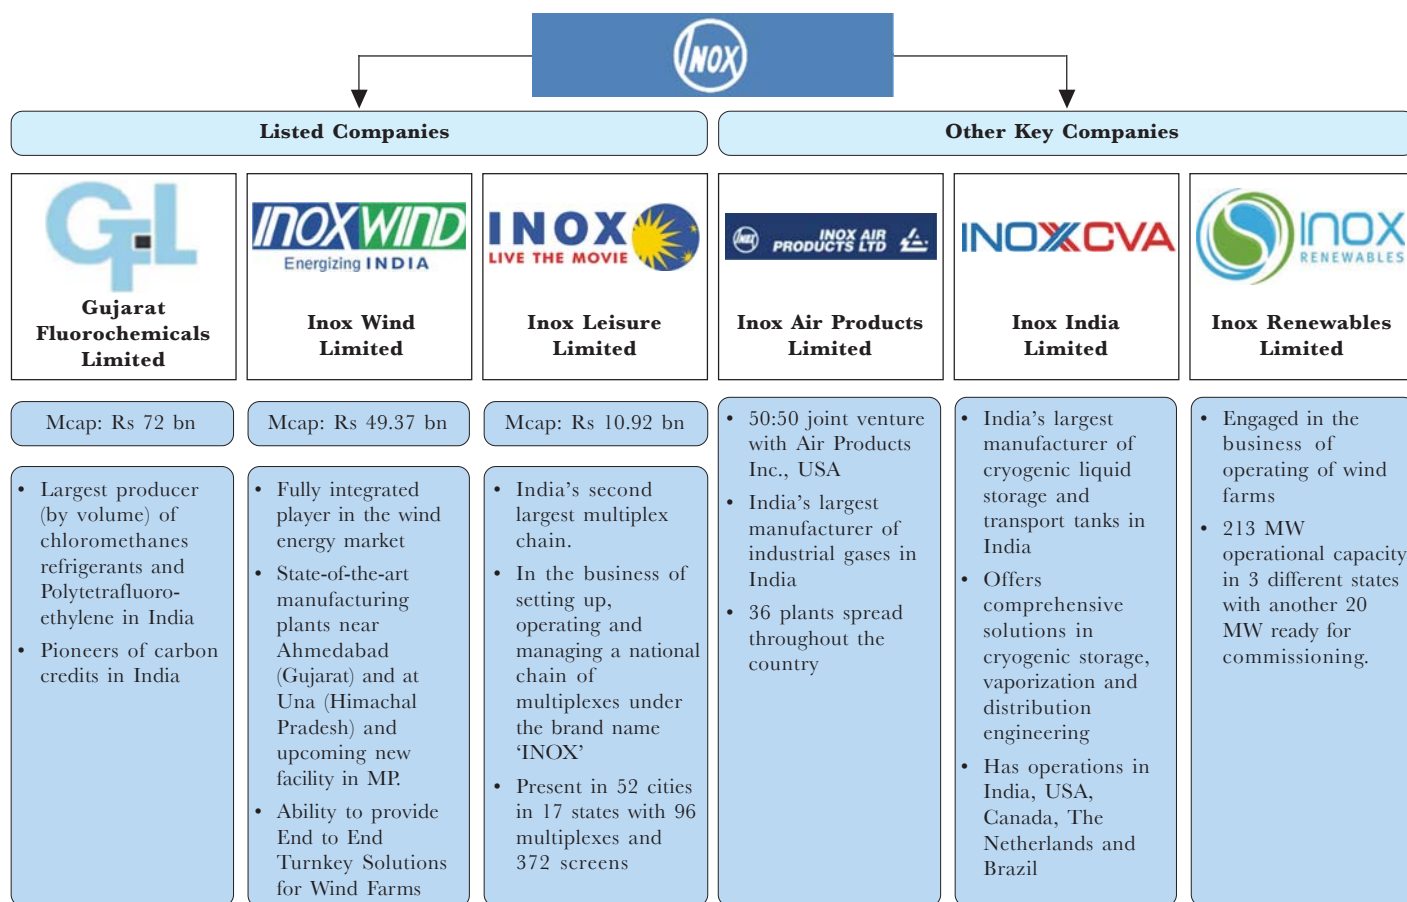 INOX
Listed Companies
Other Key Companies
GFL
Gujarat
Fluorochemicals
Limited
INOXWIND
Energizing INDIA
Inox Wind
Limited
INOX
LIVE THE MOVIE
Inox Leisure
Limited
INOX
INOX AIR
PRODUCTS LTD
Inox Air Products
Limited
INOXCVA
Inox India
Limited
INOX
RENEWABLES
Inox Renewables
Limited
Mcap: Rs 72 bn
• Largest producer
(by volume) of
chloromethanes
refrigerants and
Polytetrafluoro-
ethylene in India
• Pioneers of carbon
credits in India
Mcap: Rs 49.37 bn
• Fully integrated
player in the wind
energy market
• State-of-the-art
manufacturing
plants near
Ahmedabad
(Gujarat) and at
Una (Himachal
Pradesh) and
upcoming new
facility in MP.
• Ability to provide
End to End
Turnkey Solutions
for Wind Farms
Mcap: Rs 10.92 bn
• India's second
largest multiplex
chain.
• In the business of
setting up,
operating and
managing a national
chain of
multiplexes under
the brand name
'INOX'
• Present in 52 cities
in 17 states with 96
multiplexes and
372 screens
• 50:50 joint venture
with Air Products
Inc., USA
• India's largest
manufacturer of
industrial gases in
India
• 36 plants spread
throughout the
country
• India's largest
manufacturer of
cryogenic liquid
storage and
transport tanks in
India
• Offers
comprehensive
solutions in
cryogenic storage,
vaporization and
distribution
engineering
• Has operations in
India, USA,
Canada, The
Netherlands and
Brazil
• Engaged in the
business of
operating of wind
farms
• 213 MW
operational capacity
in 3 different states
with another 20
MW ready for
commissioning.